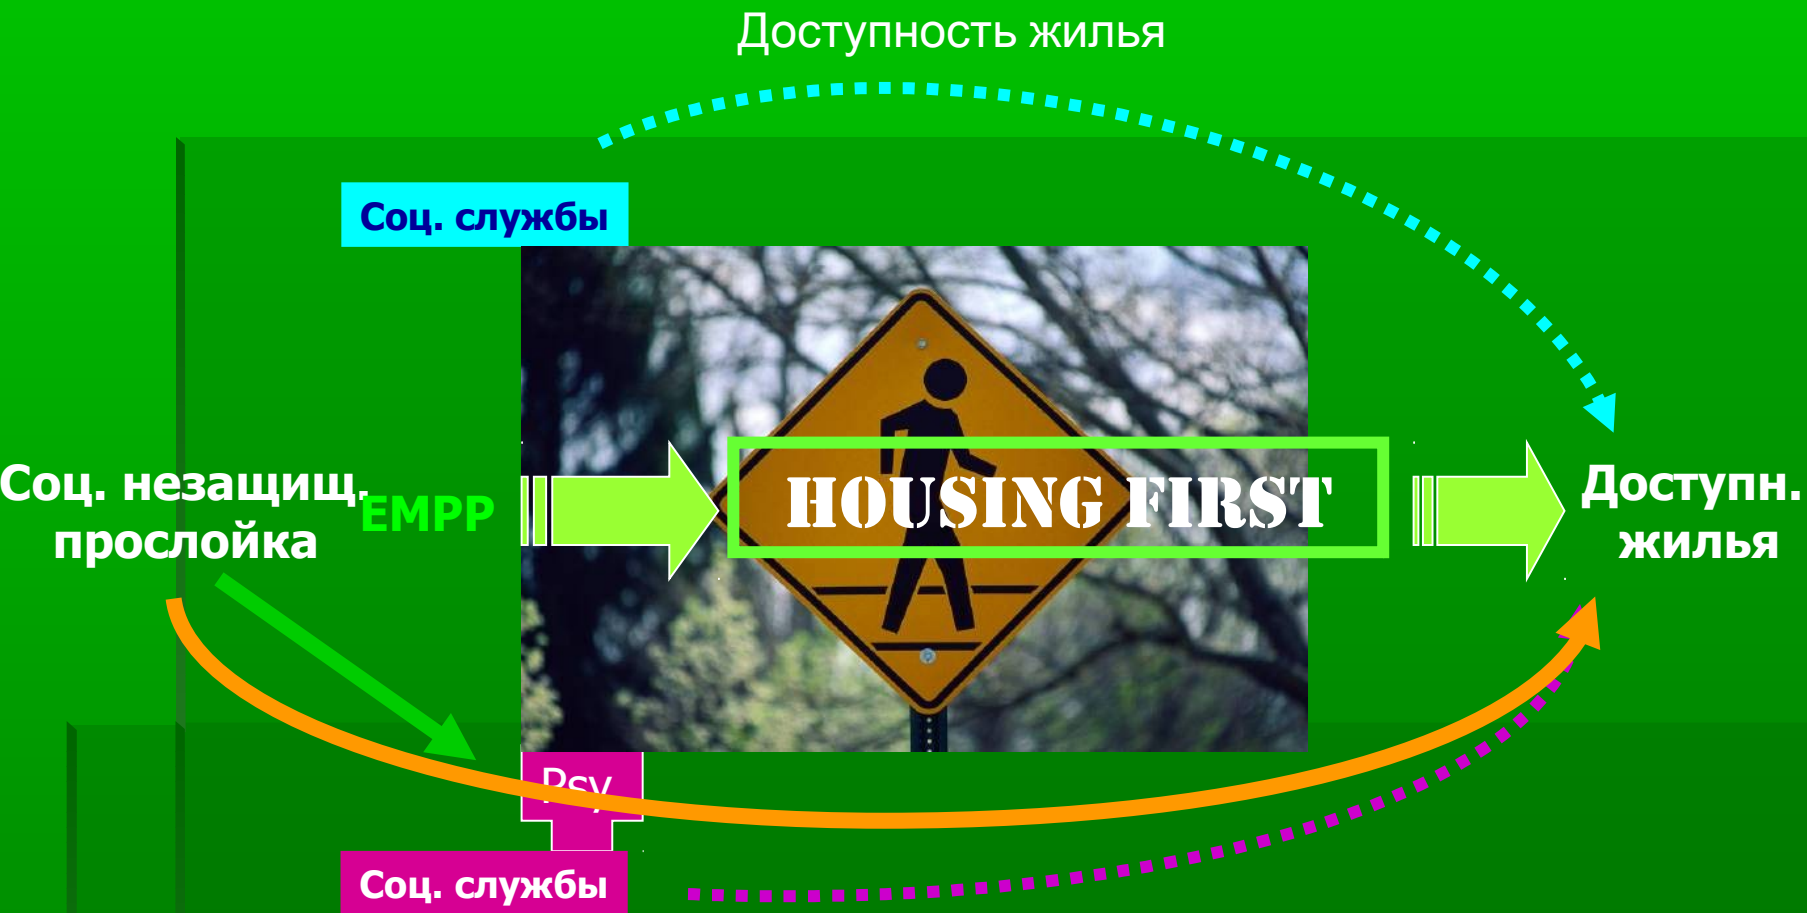 Доступность жилья
Соц. службы
Соц. незащищ.
прослойка
EMPP
HOUSING FIRST
Доступн.
жилья
Psy
Соц. службы